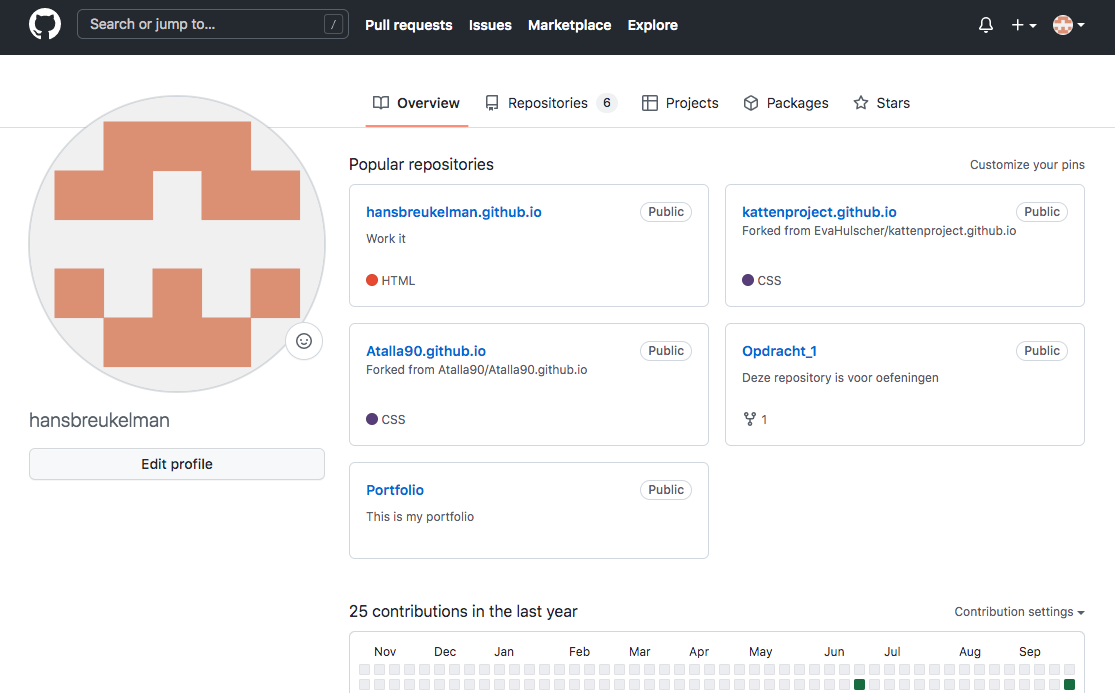 Search or jump to... /
Pull requests Issues Marketplace Explore
Overview Repositories 6 Projects Packages Stars
Popular repositories
Customize your pins
hansbreukelman.github.io Public
Work it
HTML
kattenproject.github.io Public
Forked from EvaHulscher/kattenproject.github.io
CSS
Atalla90.github.io Public
Forked from Atalla90/Atalla90.github.io
CSS
Opdracht_1 Public
Deze repository is voor oefeningen
1
hansbreukelman
Edit profile
Portfolio Public
This is my portfolio
25 contributions in the last year
Contribution settings
Nov Dec Jan Feb Mar Apr May Jun Jul Aug Sep